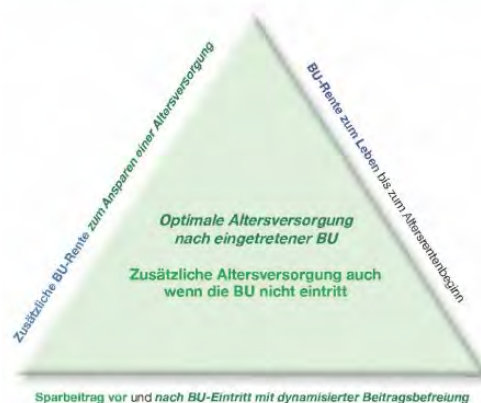 Zusätzliche BU-Rente zum Ansparen einer Altersversorgung
BU-Rente zum Leben bis zum Altersrentenbeginn
Optimale Altersversorgung
nach eingetretener BU
Zusätzliche Altersversorgung auch
wenn die BU nicht eintritt
Sparbeitrag vor und nach BU-Eintritt mit dynamisierter Beitragsbefreiung